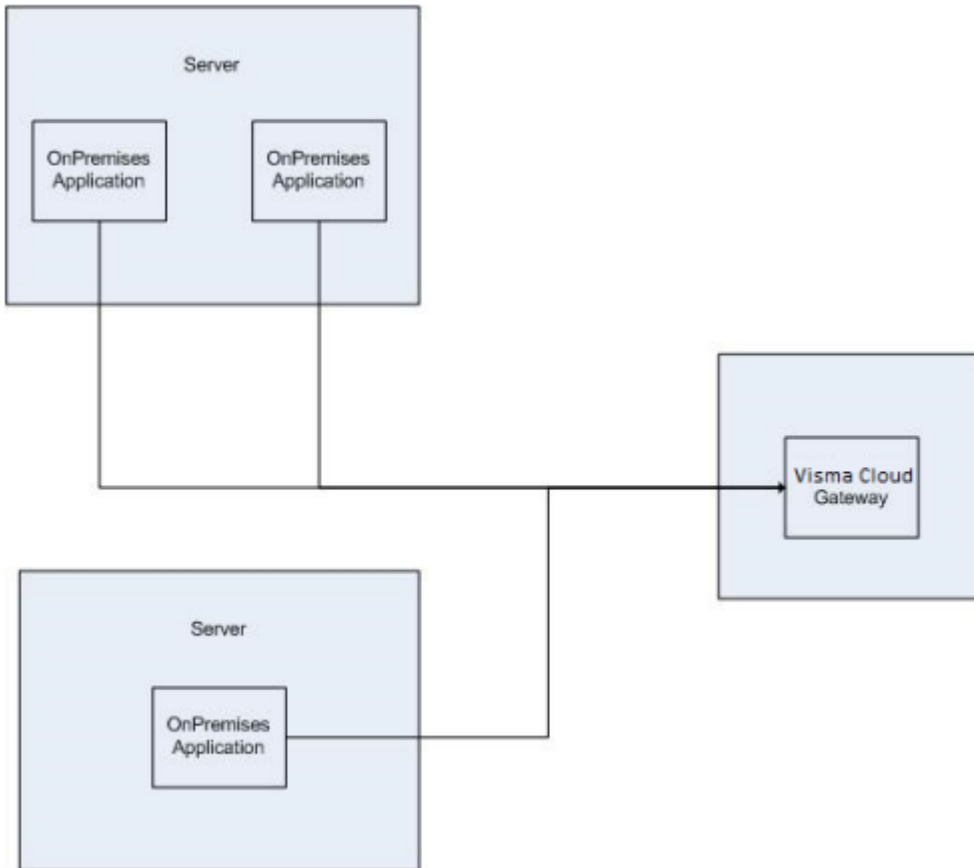 Server
OnPremises
Application
OnPremises
Application
Visma Cloud
Gateway
Server
OnPremises
Application